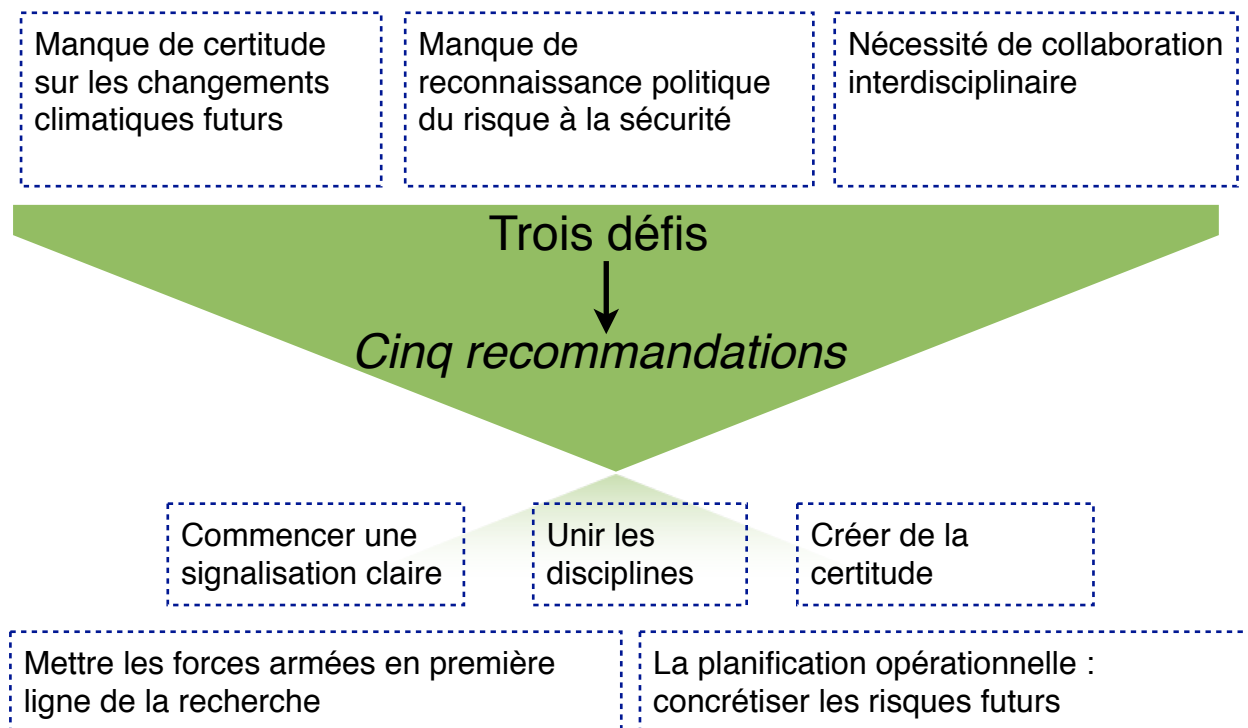 Manque de certitude
sur les changements
climatiques futurs
Manque de
reconnaissance politique
du risque à la sécurité
Nécessité de collaboration
interdisciplinaire
Trois défis
Cinq recommandations
Commencer une
signalisation claire
Unir les
disciplines
Créer de la
certitude
Mettre les forces armées en première
ligne de la recherche
La planification opérationnelle :
concrétiser les risques futurs